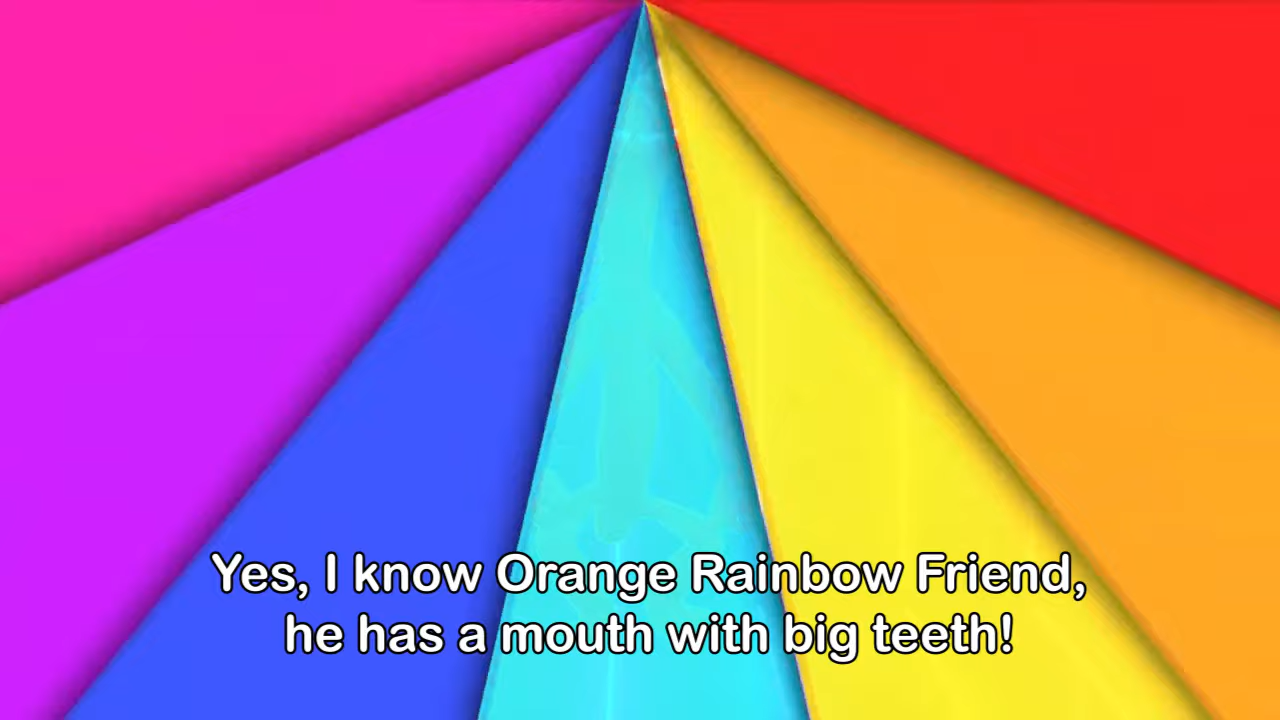 Yes, I know Orange Rainbow Friend,
he has a mouth with big teeth!